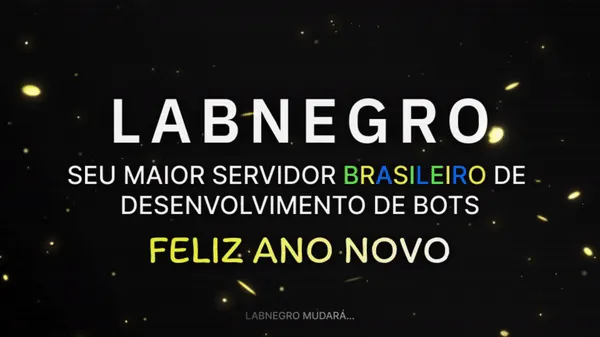 LABNEGRO
SEU MAIOR SERVIDOR BRASILEIRO DE
DESENVOLVIMENTO DE BOTS
FELIZ ANO NOVO
LABNEGRO MUDARÁ...